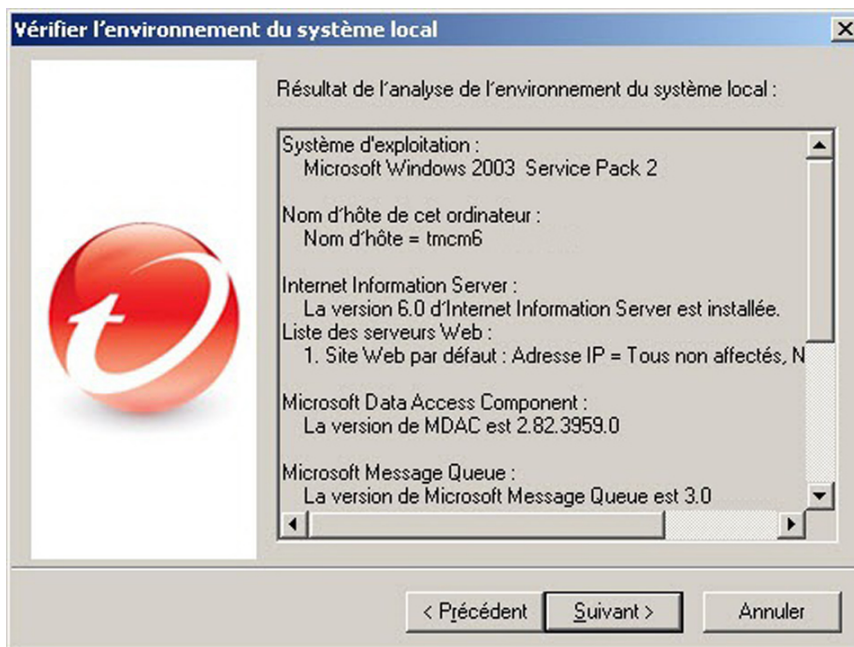 Vérifier l'environnement du système local
Résultat de l'analyse de l'environnement du système local :
Système d'exploitation :
Microsoft Windows 2003 Service Pack 2
Nom d'hôte de cet ordinateur :
Nom d'hôte = tmcm6
Internet Information Server :
La version 6.0 d'Internet Information Server est installée.
Liste des serveurs Web :
1. Site Web par défaut : Adresse IP = Tous non affectés, N
Microsoft Data Access Component :
La version de MDAC est 2.82.3959.0
Microsoft Message Queue :
La version de Microsoft Message Queue est 3.0
< Précédent
Suivant >
Annuler